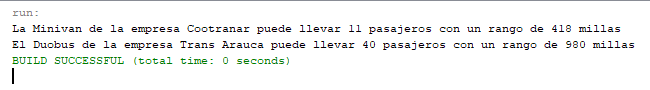 run:
La Minivan de la empresa Cootranar puede llevar 11 pasajeros con un rango de 418 millas
El Duobus de la empresa Trans Arauca puede llevar 40 pasajeros con un rango de 980 millas
BUILD SUCCESSFUL (total time: 0 seconds)